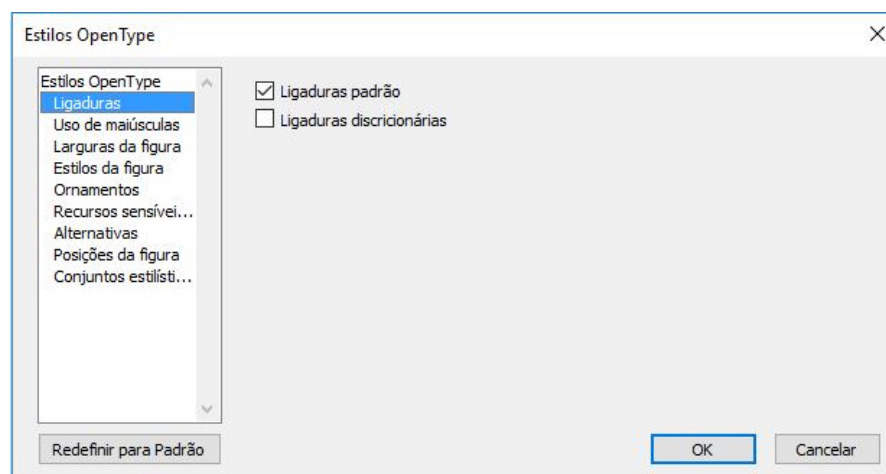 Estilos OpenType
Estilos OpenType
Ligaduras
Uso de maiúsculas
Larguras da figura
Estilos da figura
Ornamentos
Recursos sensívei...
Alternativas
Posições da figura
Conjuntos estilísti...
Ligaduras padrão
Ligaduras discricionárias
Redefinir para Padrão
OK
Cancelar